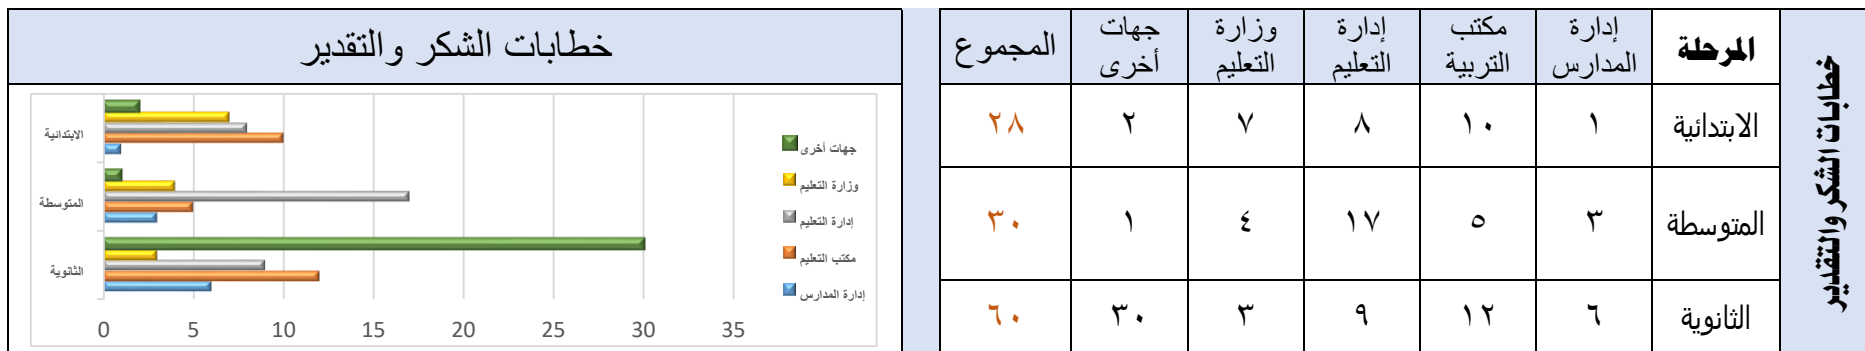 خطابات الشكر والتقدير
المرحلة
إدارة
المدارس
مكتب
التربية
إدارة
التعليم
وزارة
التعليم
جهات
أخرى
المجموع
الابتدائية ١ ١٠ ٨ ٧ ٢ ٢٨
المتوسطة ٣ ٥ ١٧ ٤ ١ ٣٠
الثانوية ٦ ١٢ ٩ ٣ ٣٠ ٦٠
خطابات الشكر والتقدير
جهات أخرى
وزارة التعليم
إدارة التعليم
مكتب التعليم
إدارة المدارس
الابتدائية
المتوسطة
الثانوية
0 5 10 15 20 25 30 35